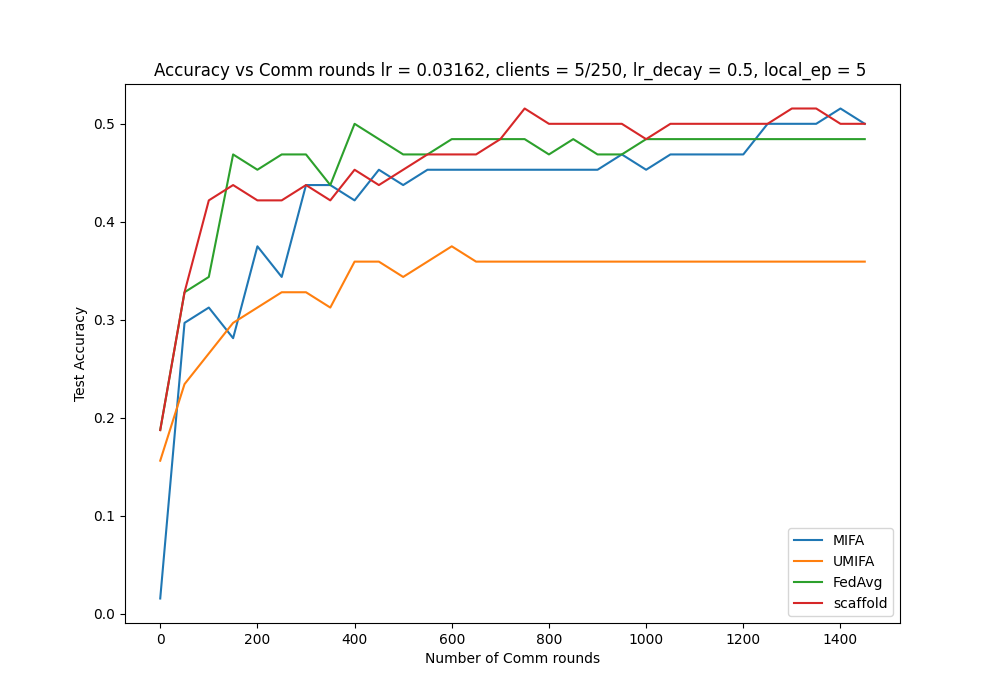 Accuracy vs Comm rounds lr = 0.03162, clients = 5/250, lr_decay = 0.5, local_ep = 5
Test Accuracy
0.5
0.4
0.3
0.2
0.1
0.0
MIFA
UMIFA
FedAvg
scaffold
0 200 400 600 800 1000 1200 1400
Number of Comm rounds